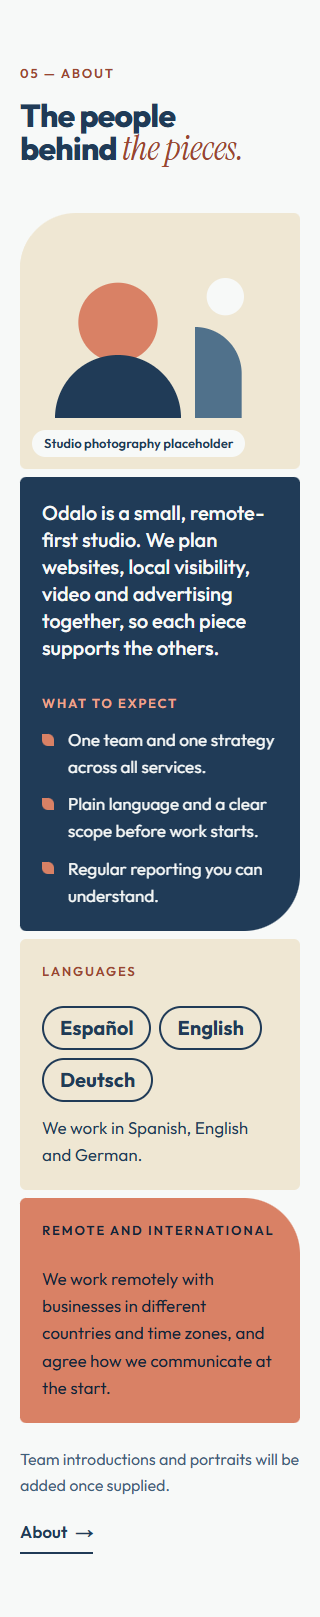 05 — ABOUT
The people
behind the pieces.
Studio photography placeholder
Odalo is a small, remote-
first studio. We plan
websites, local visibility,
video and advertising
together, so each piece
supports the others.
WHAT TO EXPECT
One team and one strategy
across all services.
Plain language and a clear
scope before work starts.
Regular reporting you can
understand.
LANGUAGES
Español English
Deutsch
We work in Spanish, English
and German.
REMOTE AND INTERNATIONAL
We work remotely with
businesses in different
countries and time zones, and
agree how we communicate at
the start.
Team introductions and portraits will be
added once supplied.
About →